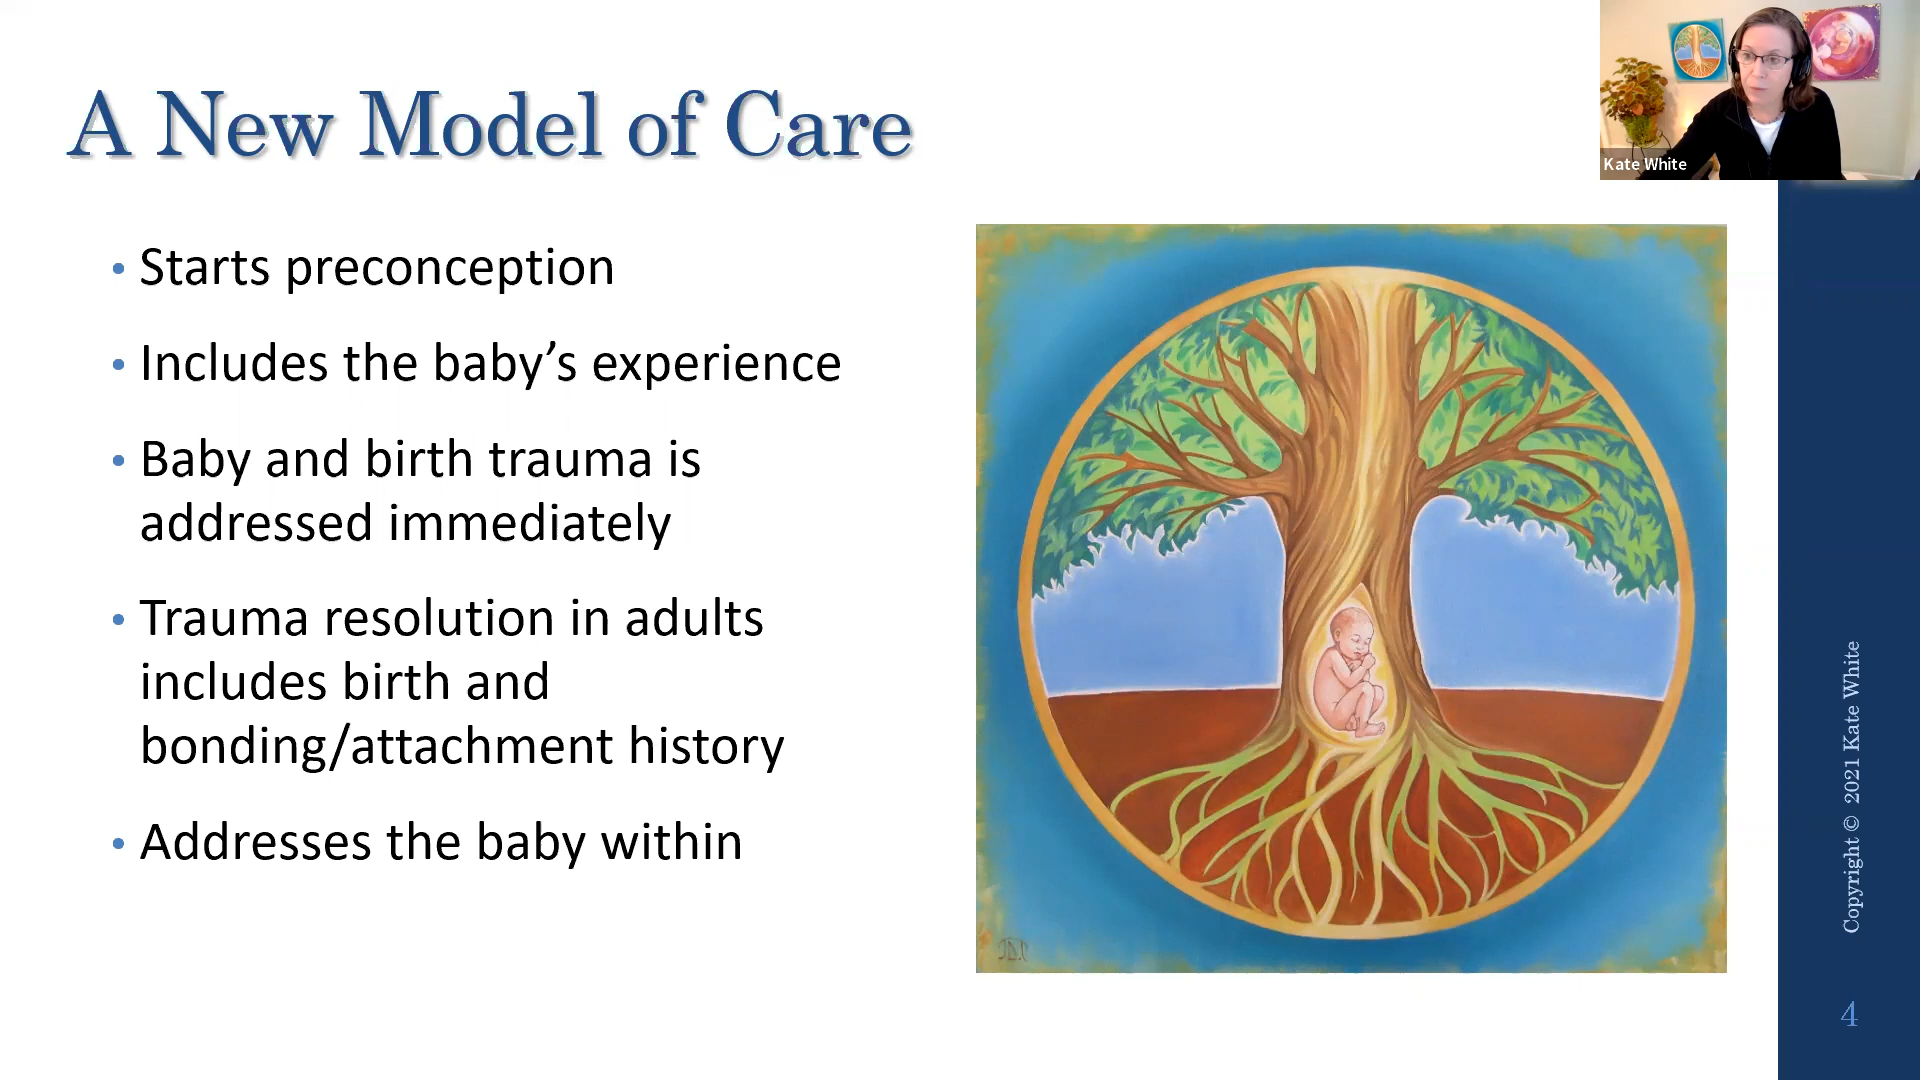 A New Model of Care
Kate White
• Starts preconception
• Includes the baby’s experience
• Baby and birth trauma is
addressed immediately
• Trauma resolution in adults
includes birth and
bonding/attachment history
• Addresses the baby within
Copyright © 2021 Kate White
4